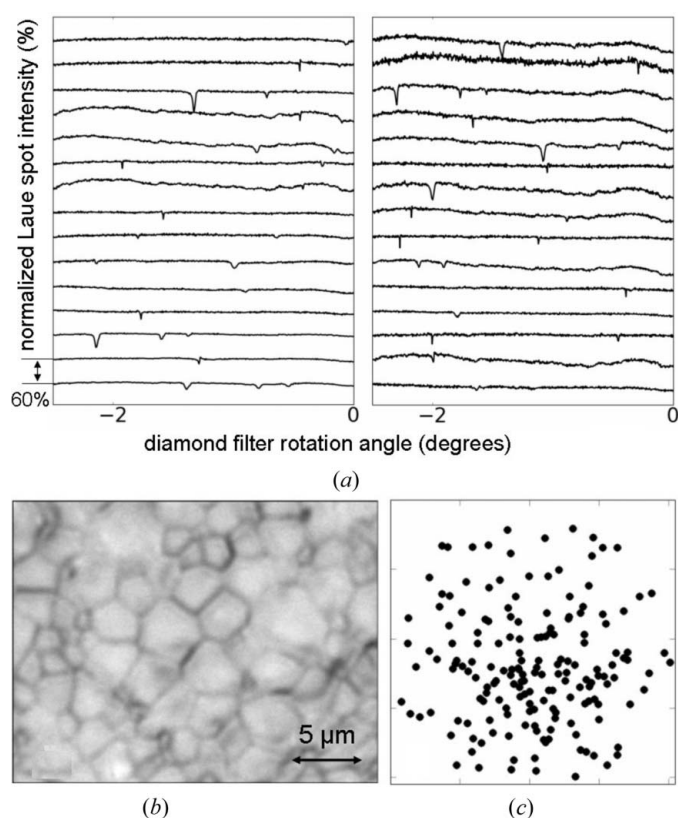 (a)
normalized Laue spot intensity (%)
60%
−2
0
−2
0
diamond filter rotation angle (degrees)
(a)
5 µm
(b)
(c)